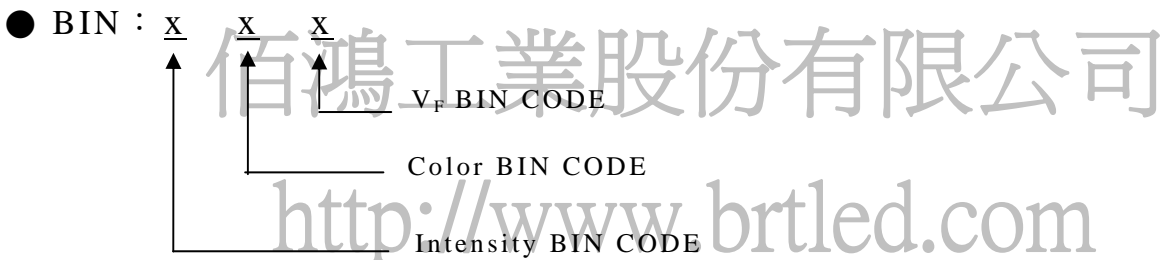 ● BIN：x x x
佰鴻工業股份有限公司
V_F BIN CODE
Color BIN CODE
http://www.brtled.com
Intensity BIN CODE